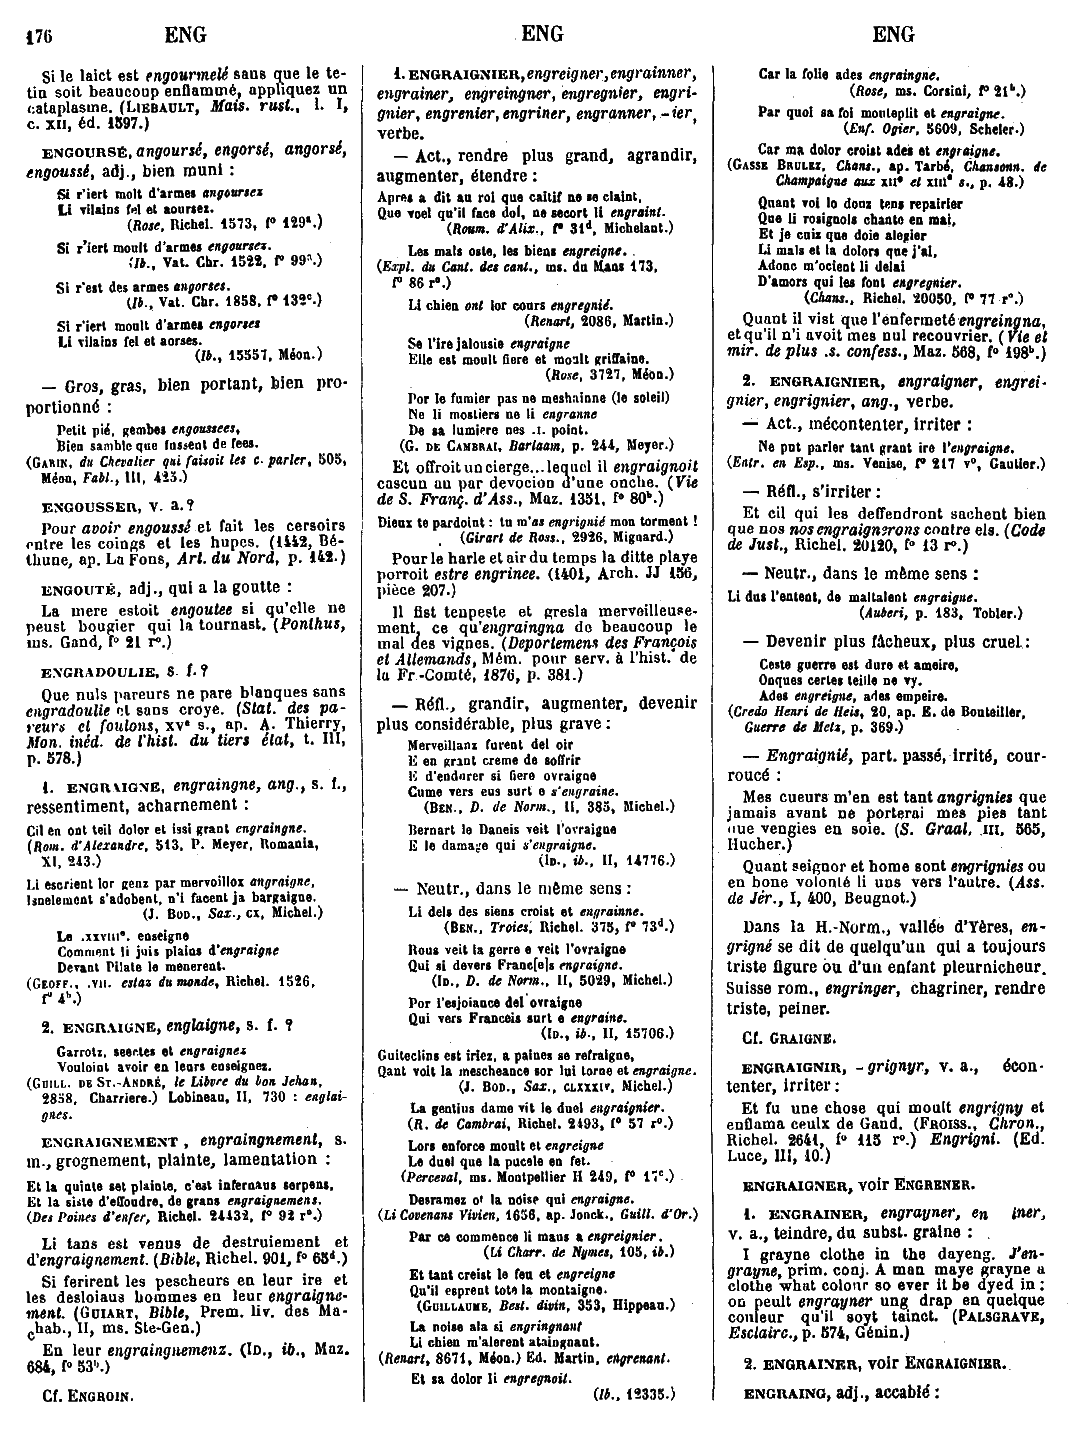 176 ENG ENG ENG
Si le laict est engourmelé sans que le te-
tin soit beaucoup enflammé, appliquez un
cataplasme. (LIEBAULT, Mais. rust., l. I,
c. XII, éd. 1597.)
ENGOURSÉ, angoursé, engorsé, angorsé,
engoussé, adj., bien muni :
Si r'iert molt d'armes angoursez
Li vilains fel et aoursez.
(Rose, Richel. 1573, f° 129ª.)
Si r'iert moult d'armes engoursez.
(Ib., Vat. Chr. 1522, f° 99ª.)
Si r'est des armes angorses.
(Ib., Vat. Chr. 1858, f° 132ᶜ.)
Si r'iert moult d'armes engorses
Li vilains fel et aorses.
(Ib., 15557, Méon.)
— Gros, gras, bien portant, bien pro-
portionné :
Petit pié, gembes engoussees,
Bien samble que fussent de fees.
(GARIN, du Chevalier qui faisoit les c. parler, 505,
Méon, Fabl., III, 425.)
ENGOUSSER, v. a. ?
Pour avoir engoussé et fait les cersoirs
entre les coings et les hupes. (1442, Bé-
thune, ap. La Fons, Art. du Nord, p. 142.)
ENGOUTÉ, adj., qui a la goutte :
La mere estoit engoutee si qu'elle ne
peust bougier qui la tournast. (Ponthus,
ms. Gand, f° 21 r°.)
ENGRADOULIE, s. f. ?
Que nuls pareurs ne pare blanques sans
engradoulie et sans croye. (Stat. des pa-
reurs et foulons, XVᵉ s., ap. A. Thierry,
Mon. inéd. de l'hist. du tiers état, t. III,
p. 578.)
1. ENGRAIGNE, engraingne, ang., s. f.,
ressentiment, acharnement :
Cil en ont teil dolor et issi grant engraingne.
(Rom. d'Alexandre, 513, P. Meyer, Romania,
XI, 243.)
Li escrient lor genz par mervoillox angraigne,
Isnelement s'adobent, n'i facent ja bargaigne.
(J. BOD., Sax., CX, Michel.)
Le .XXVIIIᵉ. enseigne
Comment li juis plains d'engraigne
Devant Pilate le menerent.
(GEOFF., .VII. estaz du monde, Richel. 1526,
f° 4ᵇ.)
2. ENGRAIGNE, englaigne, s. f. ?
Garrotz, seectes et engraignez
Vouloint avoir en leurs enseignez.
(GUILL. DE ST.-ANDRÉ, le Libvre du bon Jehan,
2858, Charriere.) Lobineau, II, 730 : englai-
gnes.
ENGRAIGNEMENT, engraingnement, s.
m., grognement, plainte, lamentation :
Et la quinte set plainte, c'est infernaus serpens,
Et la siste d'effondre, de grans engraignemens.
(Des Poines d'enfer, Richel. 24432, f° 92 r°.)
Li tans est venus de destruiement et
d'engraignement. (Bible, Richel. 901, f° 65ᵈ.)
Si ferirent les pescheurs en leur ire et
les desloiaus hommes en leur engraigne-
ment. (GUIART, Bible, Prem. liv. des Ma-
chab., II, ms. Ste-Gen.)
En leur engraingnemenz. (ID., ib., Maz.
684, f° 53ᵇ.)
Cf. ENGROIN.
1. ENGRAIGNIER, engreigner, engrainner,
engrainer, engreingner, engregnier, engri-
gnier, engrenier, engriner, engranner, -ier,
verbe.
— Act., rendre plus grand, agrandir,
augmenter, étendre :
Apres a dit au roi que caitif ne se claint,
Que voel qu'il face dol, ne secort li engraint.
(Roum. d'Alix., f° 31ᵈ, Michelant.)
Les mals oste, les biens engreigne.
(Expl. du Cant. des cant., ms. du Mans 173,
f° 86 r°.)
Li chien ont lor cours engregnié.
(Renart, 2086, Martin.)
Se l'ire jalousie engraigne
Elle est moult fiere et moult griffaine.
(Rose, 3727, Méon.)
Por le fumier pas ne meshainne (le soleil)
Ne li mostiers ne li engranne
De sa lumiere nes .I. point.
(G. DE CAMBRAI, Barlaam, p. 244, Meyer.)
Et offroit un cierge... lequel il engraignoit
cascun an par devocion d'une onche. (Vie
de S. Franç. d'Ass., Maz. 1351, f° 80ᵇ.)
Dieux te pardoint : tu m'as engrignié mon torment !
(Girart de Ross., 2926, Mignard.)
Pour le harle et air du temps la ditte playe
porroit estre engrinee. (1401, Arch. JJ 156,
pièce 207.)
Il fist tempeste et gresla merveilleuse-
ment, ce qu'engraingna de beaucoup le
mal des vignes. (Deportemens des François
et Allemands, Mém. pour serv. à l'hist. de
la Fr-Comté, 1876, p. 381.)
— Réfl., grandir, augmenter, devenir
plus considérable, plus grave :
Merveillanz furent del oir
E en grant creme de soffrir
E d'endurer si fiere ovraigne
Cume vers eus surt e s'engraine.
(BEN., D. de Norm., II, 385, Michel.)
Bernart le Daneis veit l'ovraigne
E le damage qui s'engraigne.
(ID., ib., II, 14776.)
— Neutr., dans le même sens :
Li dels des siens croist et engrainne.
(BEN., Troies, Richel. 375, f° 73ᵈ.)
Rous veit la gerre e veit l'ovraigne
Qui si devers Franc[e]s engraigne.
(ID., D. de Norm., II, 5029, Michel.)
Por l'esjoiance del ovraigne
Qui vers Franceis surt e engraine.
(ID., ib., II, 15706.)
Guiteclins est iriez, a paines se refraigne,
Qant voit la mescheance sor lui torne et engraigne.
(J. BOD., Sax., CLXXXIV, Michel.)
La gentius dame vit le duel engraignier.
(R. de Cambrai, Richel. 2493, f° 57 r°.)
Lors enforce moult et engreigne
Le duel que la pucele en fet.
(Perceval, ms. Montpellier H 249, f° 17ᶜ.)
Desramez ot la noise qui engraigne.
(Li Covenans Vivien, 1656, ap. Jonck., Guill. d'Or.)
Par ce commence li maus a engreignier.
(Li Charr. de Nymes, 105, ib.)
Et tant creist le feu et engreigne
Qu'il esprent tote la montaigne.
(GUILLAUME, Best. divin, 353, Hippeau.)
La noise ala si engringnant
Li chien m'alerent ataingnant.
(Renart, 8671, Méon.) Ed. Martin, engrenant.
Et sa dolor li engregnoit.
(Ib., 12335.)
Car la folie ades engraingne.
(Rose, ms. Corsini, f° 21ᵇ.)
Par quoi sa foi monteplit et engraigne.
(Enf. Ogier, 5609, Scheler.)
Car ma dolor croist ades et engraigne.
(GASSE BRULEZ, Chans., ap. Tarbé, Chansonn. de
Champaigne aux XIIᵉ et XIIIᵉ s., p. 48.)
Quant voi lo douz tens repairier
Que li rosignols chante en mai,
Et je cuiz que doie alegier
Li mals et la dolors que j'ai,
Adonc m'ocient li delai
D'amors qui les font engregnier.
(Chans., Richel. 20050, f° 77 r°.)
Quant il vist que l'enfermeté engreingna,
et qu'il n'i avoit mes nul recouvrier. (Vie et
mir. de plus .s. confess., Maz. 568, f° 198ᵇ.)
2. ENGRAIGNIER, engraigner, engrei-
gnier, engrignier, ang., verbe.
— Act., mécontenter, irriter :
Ne pot parler tant grant ire l'engraigne.
(Entr. en Esp., ms. Venise, f° 217 v°, Gautier.)
— Réfl., s'irriter :
Et cil qui les deffendront sachent bien
que nos nos engraignerons contre els. (Code
de Just., Richel. 20120, f° 13 r°.)
— Neutr., dans le même sens :
Li dus l'entent, de maltalent engraigne.
(Auberi, p. 183, Tobler.)
— Devenir plus fâcheux, plus cruel :
Ceste guerre est dure et ameire,
Onques certes teille ne vy.
Ades engreigne, ades empeire.
(Credo Henri de Heis, 20, ap. E. de Bouteiller,
Guerre de Metz, p. 369.)
— Engraignié, part. passé, irrité, cour-
roucé :
Mes cueurs m'en est tant angrignies que
jamais avant ne porterai mes pies tant
que vengies en soie. (S. Graal, III, 565,
Hucher.)
Quant seignor et home sont engrignies ou
en bone volonté li uns vers l'autre. (Ass.
de Jér., I, 400, Beugnot.)
Dans la H.-Norm., vallée d'Yères, en-
grigné se dit de quelqu'un qui a toujours
triste figure ou d'un enfant pleurnicheur.
Suisse rom., engringer, chagriner, rendre
triste, peiner.
Cf. GRAIGNE.
ENGRAIGNIR, - grignyr, v. a., écon-
tenter, irriter :
Et fu une chose qui moult engrigny et
enflama ceulx de Gand. (FROISS., Chron.,
Richel. 2641, f° 115 r°.) Engrigni. (Ed.
Luce, III, 10.)
ENGRAIGNER, voir ENGRENER.
1. ENGRAINER, engrayner, en iner,
v. a., teindre, du subst. graine :
I grayne clothe in the dayeng. J'en-
grayne, prim. conj. A man maye grayne a
clothe what colour so ever it be dyed in :
on peult engrayner ung drap en quelque
couleur qu'il soyt tainct. (PALSGRAVE,
Esclairc., p. 574, Génin.)
2. ENGRAINER, voir ENGRAIGNIER.
ENGRAING, adj., accablé :